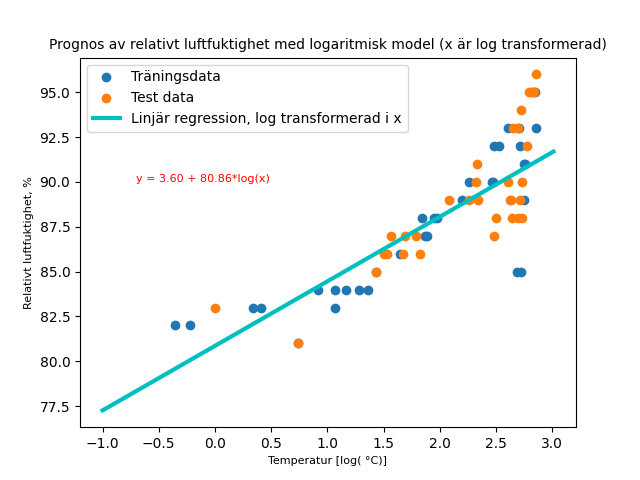 Prognos av relativt luftfuktighet med logaritmisk model (x är log transformerad)
Träningsdata
Test data
Linjär regression, log transformerad i x
y = 3.60 + 80.86*log(x)
Relativt luftfuktighet, %
95.0
92.5
90.0
87.5
85.0
82.5
80.0
77.5
−1.0 −0.5 0.0 0.5 1.0 1.5 2.0 2.5 3.0
Temperatur [log( °C)]